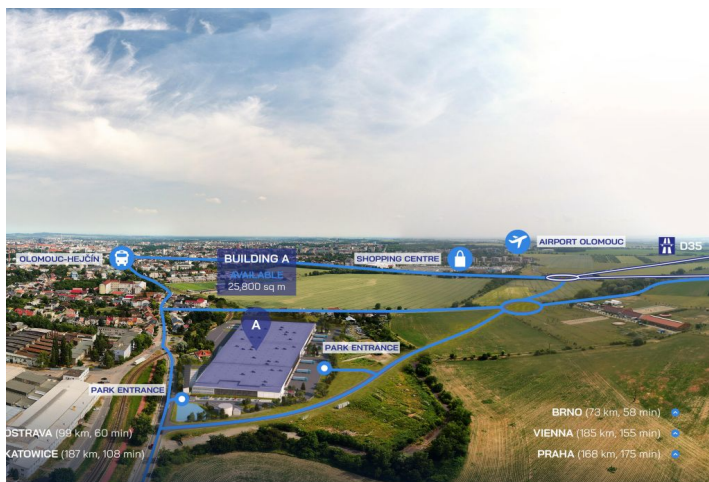 AIRPORT OLOMOUC
D35
OLOMOUC-HEJČÍN
BUILDING A
AVAILABLE
25,800 sq m
SHOPPING CENTRE
A
PARK ENTRANCE
PARK ENTRANCE
BRNO (73 km, 58 min)
OSTRAVA (99 km, 60 min)
VIENNA (185 km, 155 min)
KATOWICE (187 km, 108 min)
PRAHA (168 km, 175 min)